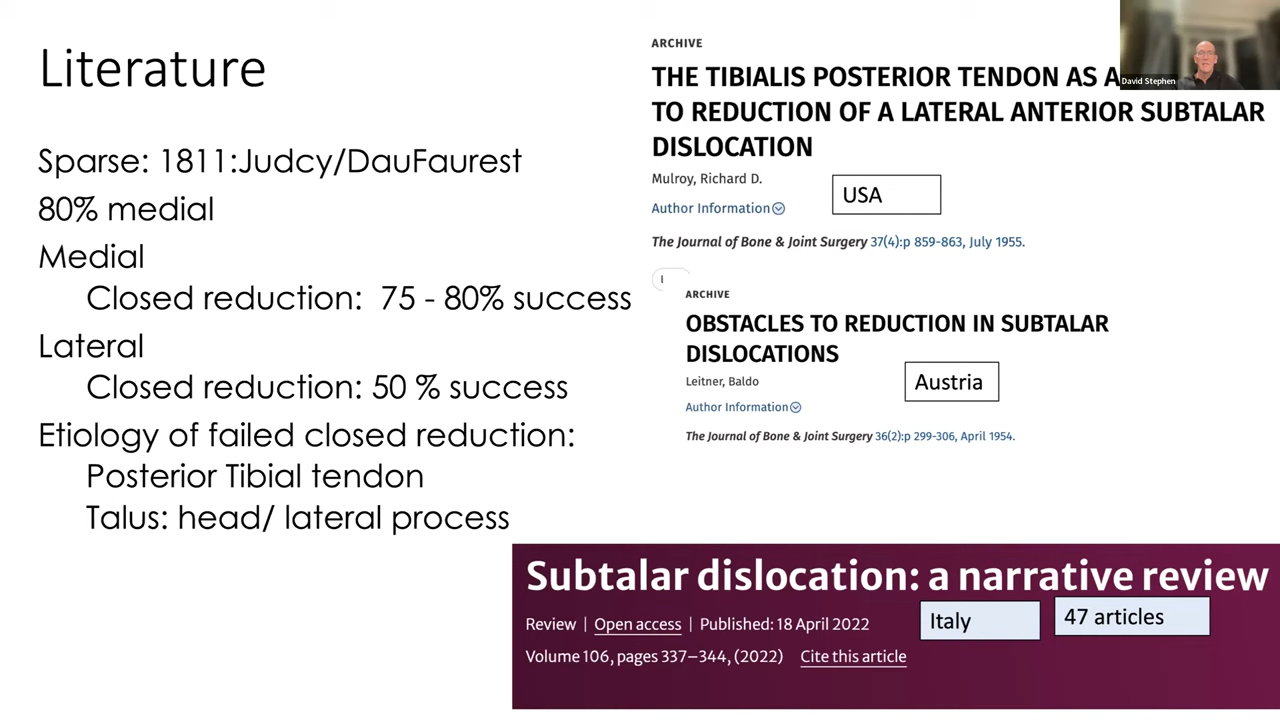 Literature
Sparse: 1811:Judcy/DauFaurest
80% medial
Medial
Closed reduction: 75 - 80% success
Lateral
Closed reduction: 50 % success
Etiology of failed closed reduction:
Posterior Tibial tendon
Talus: head/ lateral process
ARCHIVE
THE TIBIALIS POSTERIOR TENDON AS A
TO REDUCTION OF A LATERAL ANTERIOR SUBTALAR
DISLOCATION
Mulroy, Richard D.
USA
Author Information
The Journal of Bone & Joint Surgery 37(4):p 859-863, July 1955.
ARCHIVE
OBSTACLES TO REDUCTION IN SUBTALAR
DISLOCATIONS
Leitner, Baldo
Austria
Author Information
The Journal of Bone & Joint Surgery 36(2):p 299-306, April 1954.
Subtalar dislocation: a narrative review
Review | Open access | Published: 18 April 2022
Italy
47 articles
Volume 106, pages 337–344, (2022) Cite this article
David Stephen